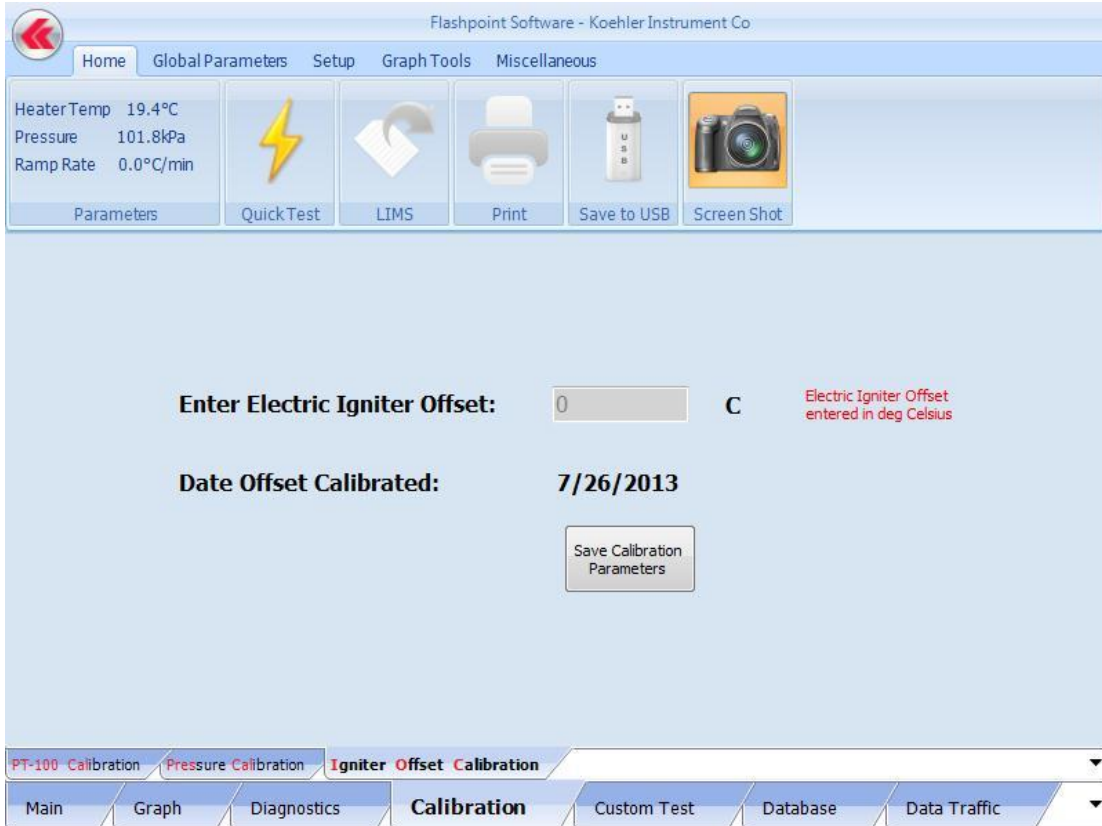 Flashpoint Software - Koehler Instrument Co
Home Global Parameters Setup Graph Tools Miscellaneous
Heater Temp 19.4°C
Pressure 101.8kPa
Ramp Rate 0.0°C/min
USB
Parameters Quick Test LIMS Print Save to USB Screen Shot
Enter Electric Igniter Offset: 0 C
Electric Igniter Offset
entered in deg Celsius
Date Offset Calibrated: 7/26/2013
Save Calibration
Parameters
PT-100 Calibration Pressure Calibration Igniter Offset Calibration
Main Graph Diagnostics Calibration Custom Test Database Data Traffic